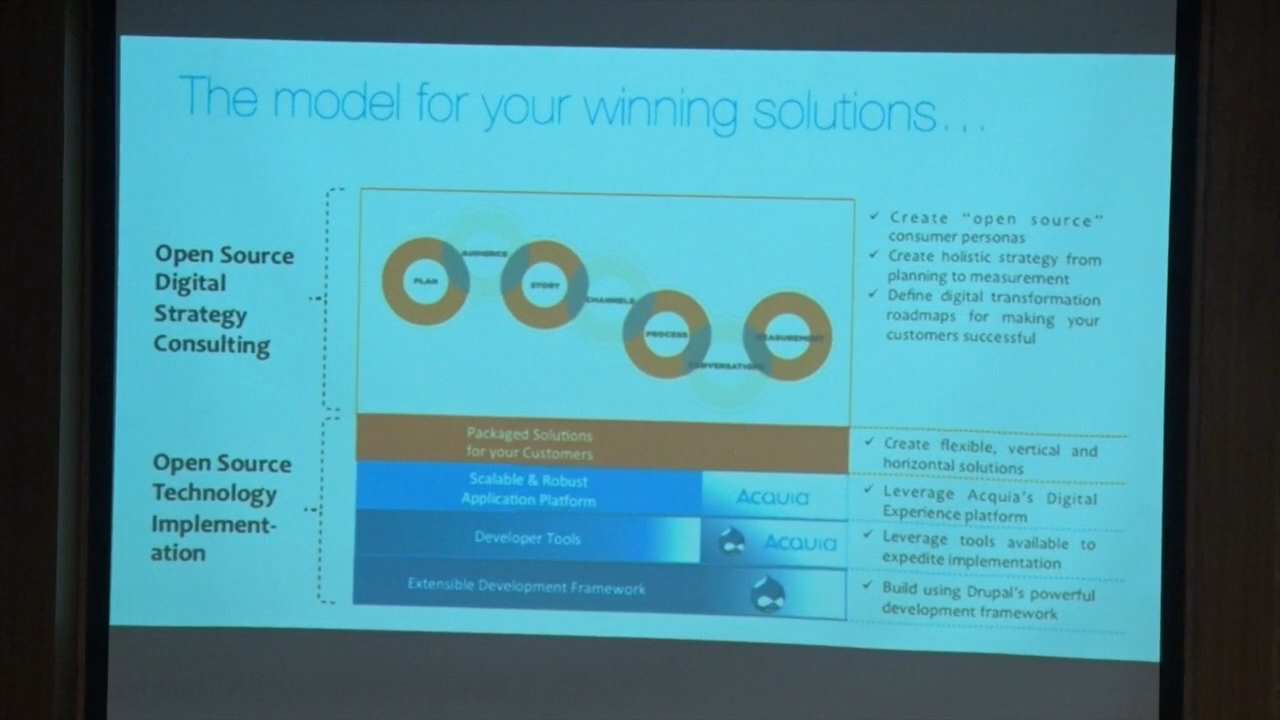 The model for your winning solutions...
Open Source
Digital
Strategy
Consulting
PLAN
AUDIENCE
STORY
CHANNELS
PROCESS
CONVERSATIONS
MEASUREMENT
✓ Create "open source"
consumer personas
✓ Create holistic strategy from
planning to measurement
✓ Define digital transformation
roadmaps for making your
customers successful
Open Source
Technology
Implement-
ation
Packaged Solutions
for your Customers
✓ Create flexible, vertical and
horizontal solutions
Scalable & Robust
Application Platform
Acquia
✓ Leverage Acquia's Digital
Experience platform
Developer Tools
Acquia
✓ Leverage tools available to
expedite implementation
Extensible Development Framework
✓ Build using Drupal's powerful
development framework